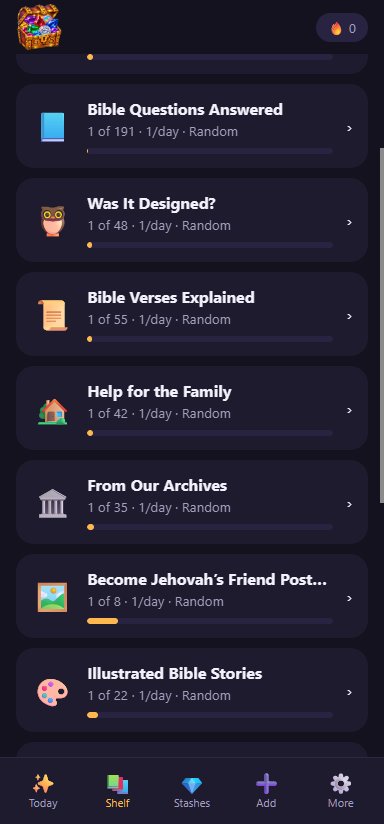 0
Bible Questions Answered
1 of 191 · 1/day · Random
Was It Designed?
1 of 48 · 1/day · Random
Bible Verses Explained
1 of 55 · 1/day · Random
Help for the Family
1 of 42 · 1/day · Random
From Our Archives
1 of 35 · 1/day · Random
Become Jehovah's Friend Post...
1 of 8 · 1/day · Random
Illustrated Bible Stories
1 of 22 · 1/day · Random
Today Shelf Stashes Add More